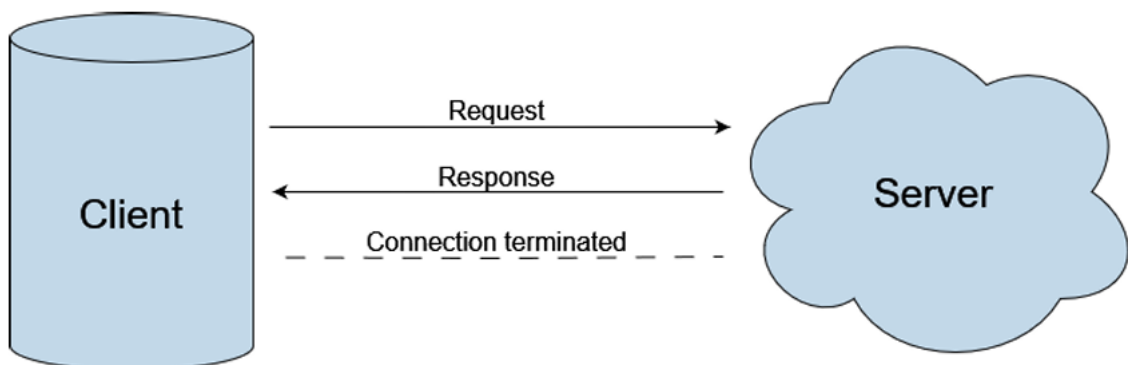 Request
Response
Client
Server
Connection terminated